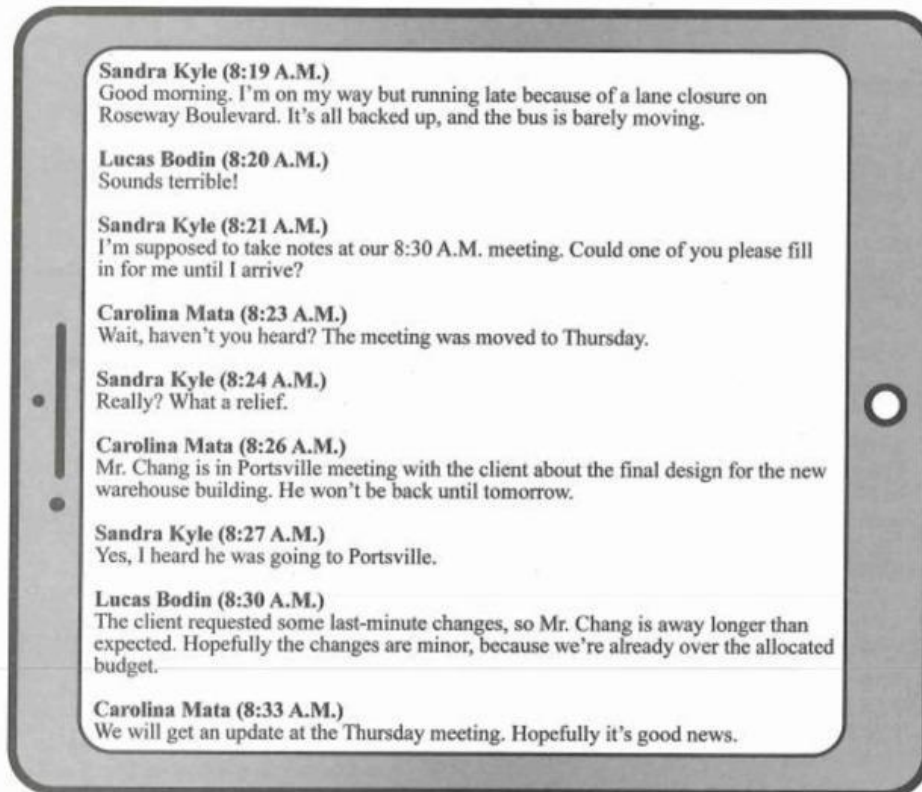 Sandra Kyle (8:19 A.M.)
Good morning. I'm on my way but running late because of a lane closure on
Roseway Boulevard. It's all backed up, and the bus is barely moving.
Lucas Bodin (8:20 A.M.)
Sounds terrible!
Sandra Kyle (8:21 A.M.)
I'm supposed to take notes at our 8:30 A.M. meeting. Could one of you please fill
in for me until I arrive?
Carolina Mata (8:23 A.M.)
Wait, haven't you heard? The meeting was moved to Thursday.
Sandra Kyle (8:24 A.M.)
Really? What a relief.
Carolina Mata (8:26 A.M.)
Mr. Chang is in Portsville meeting with the client about the final design for the new
warehouse building. He won't be back until tomorrow.
Sandra Kyle (8:27 A.M.)
Yes, I heard he was going to Portsville.
Lucas Bodin (8:30 A.M.)
The client requested some last-minute changes, so Mr. Chang is away longer than
expected. Hopefully the changes are minor, because we're already over the allocated
budget.
Carolina Mata (8:33 A.M.)
We will get an update at the Thursday meeting. Hopefully it's good news.